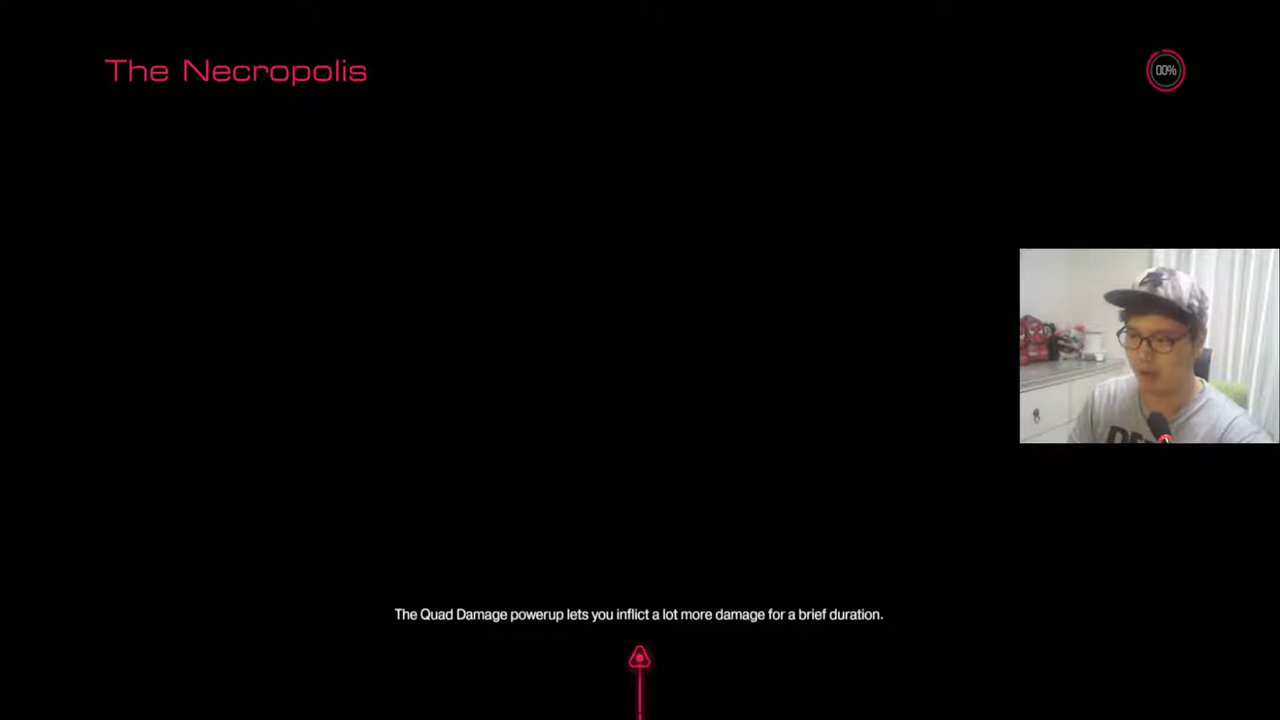 The Necropolis
00%
The Quad Damage powerup lets you inflict a lot more damage for a brief duration.